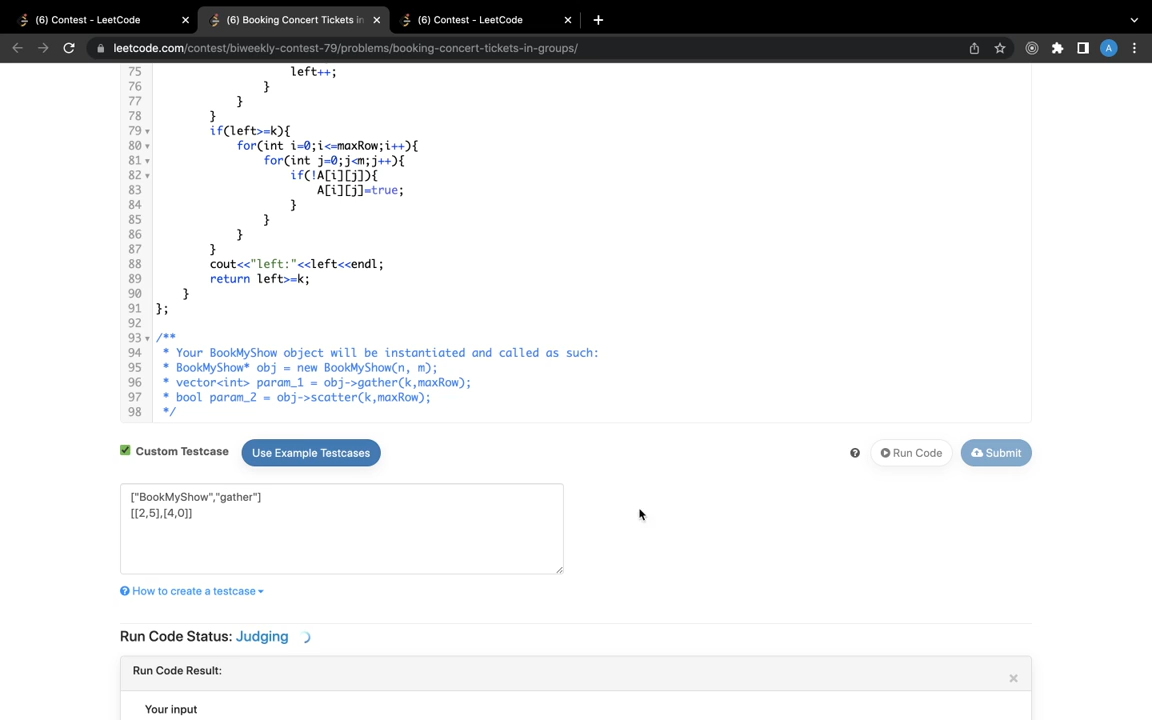 (6) Contest - LeetCode
(6) Booking Concert Tickets in
(6) Contest - LeetCode
leetcode.com/contest/biweekly-contest-79/problems/booking-concert-tickets-in-groups/
A
75 left++;
76 }
77 }
78 }
79 if(left>=k){
80 for(int i=0;i<=maxRow;i++){
81 for(int j=0;j<m;j++){
82 if(!A[i][j]){
83 A[i][j]=true;
84 }
85 }
86 }
87 }
88 cout<<"left:"<<left<<endl;
89 return left>=k;
90 }
91 };
92
93 /**
94 * Your BookMyShow object will be instantiated and called as such:
95 * BookMyShow* obj = new BookMyShow(n, m);
96 * vector<int> param_1 = obj->gather(k,maxRow);
97 * bool param_2 = obj->scatter(k,maxRow);
98 */
Custom Testcase
Use Example Testcases
?
Run Code
Submit
["BookMyShow","gather"]
[[2,5],[4,0]]
? How to create a testcase
Run Code Status: Judging
Run Code Result:
×
Your input